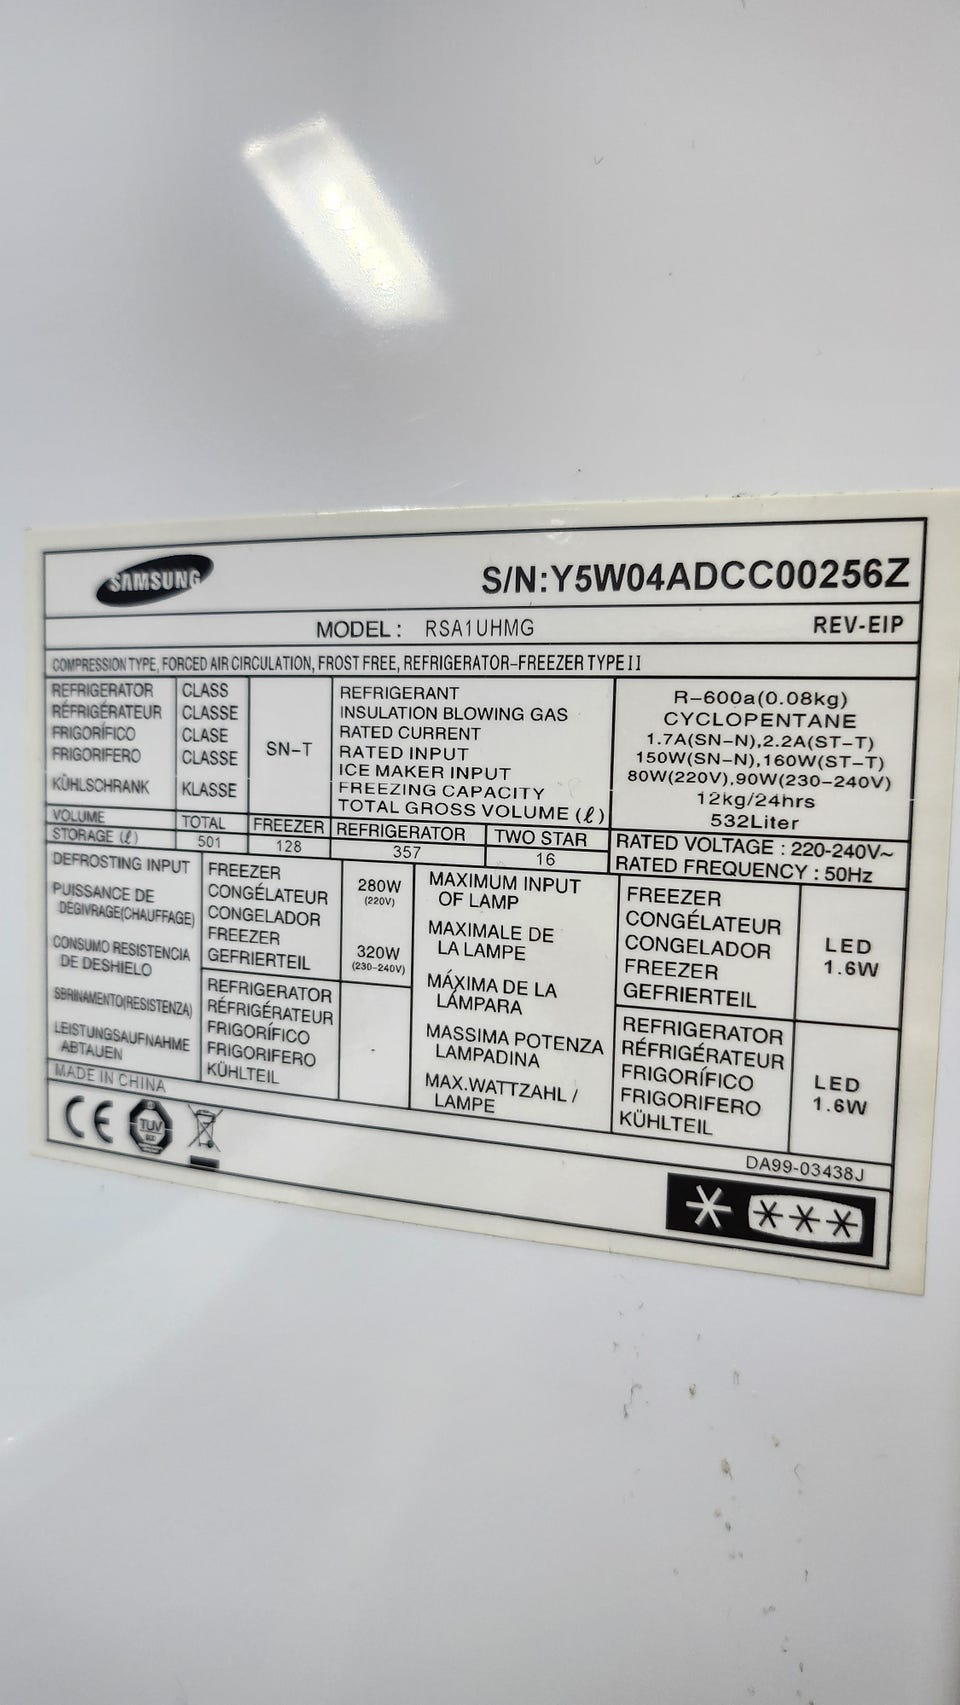 SAMSUNG
S/N:Y5W04ADCC00256Z
MODEL : RSA1UHMG
REV-EIP
COMPRESSION TYPE, FORCED AIR CIRCULATION, FROST FREE, REFRIGERATOR-FREEZER TYPE II
REFRIGERATOR CLASS
RÉFRIGÉRATEUR CLASSE
FRIGORÍFICO CLASE
FRIGORIFERO CLASSE
KÜHLSCHRANK KLASSE
SN-T
REFRIGERANT R-600a(0.08kg)
INSULATION BLOWING GAS CYCLOPENTANE
RATED CURRENT 1.7A(SN-N),2.2A(ST-T)
RATED INPUT 150W(SN-N),160W(ST-T)
ICE MAKER INPUT 80W(220V),90W(230-240V)
FREEZING CAPACITY 12kg/24hrs
TOTAL GROSS VOLUME (ℓ) 532Liter
VOLUME TOTAL FREEZER REFRIGERATOR TWO STAR
STORAGE (ℓ) 501 128 357 16
RATED VOLTAGE : 220-240V~
RATED FREQUENCY : 50Hz
DEFROSTING INPUT
PUISSANCE DE
DÉGIVRAGE(CHAUFFAGE)
CONSUMO RESISTENCIA
DE DESHIELO
SBRINAMENTO(RESISTENZA)
LEISTUNGSAUFNAHME
ABTAUEN
FREEZER
CONGÉLATEUR
CONGELADOR
FREEZER
GEFRIERTEIL
280W
(220V)
320W
(230-240V)
REFRIGERATOR
RÉFRIGÉRATEUR
FRIGORÍFICO
FRIGORIFERO
KÜHLTEIL
MAXIMUM INPUT
OF LAMP
MAXIMALE DE
LA LAMPE
MÁXIMA DE LA
LÁMPARA
MASSIMA POTENZA
LAMPADINA
MAX.WATTZAHL /
LAMPE
FREEZER
CONGÉLATEUR
CONGELADOR
FREEZER
GEFRIERTEIL
LED
1.6W
REFRIGERATOR
RÉFRIGÉRATEUR
FRIGORÍFICO
FRIGORIFERO
KÜHLTEIL
LED
1.6W
MADE IN CHINA
CE
TUV
DA99-03438J